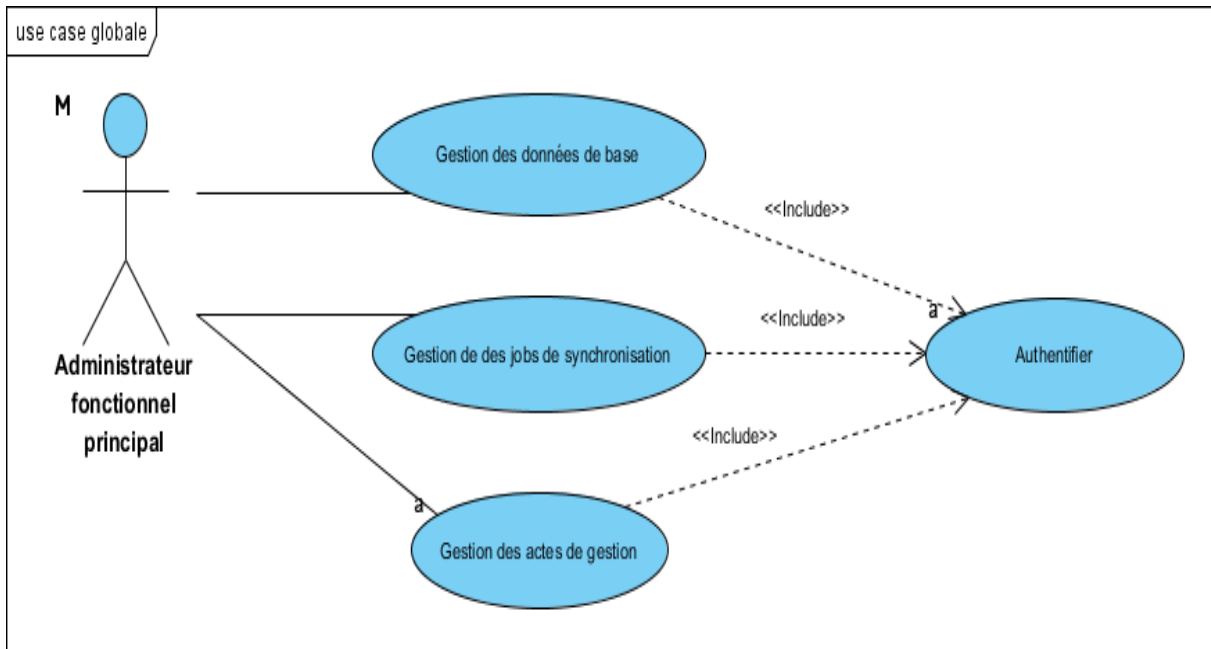 use case globale
M
Gestion des données de base
<<Include>>
a
<<Include>>
Gestion de des jobs de synchronisation
Authentifier
Administrateur
fonctionnel
principal
<<Include>>
a
Gestion des actes de gestion